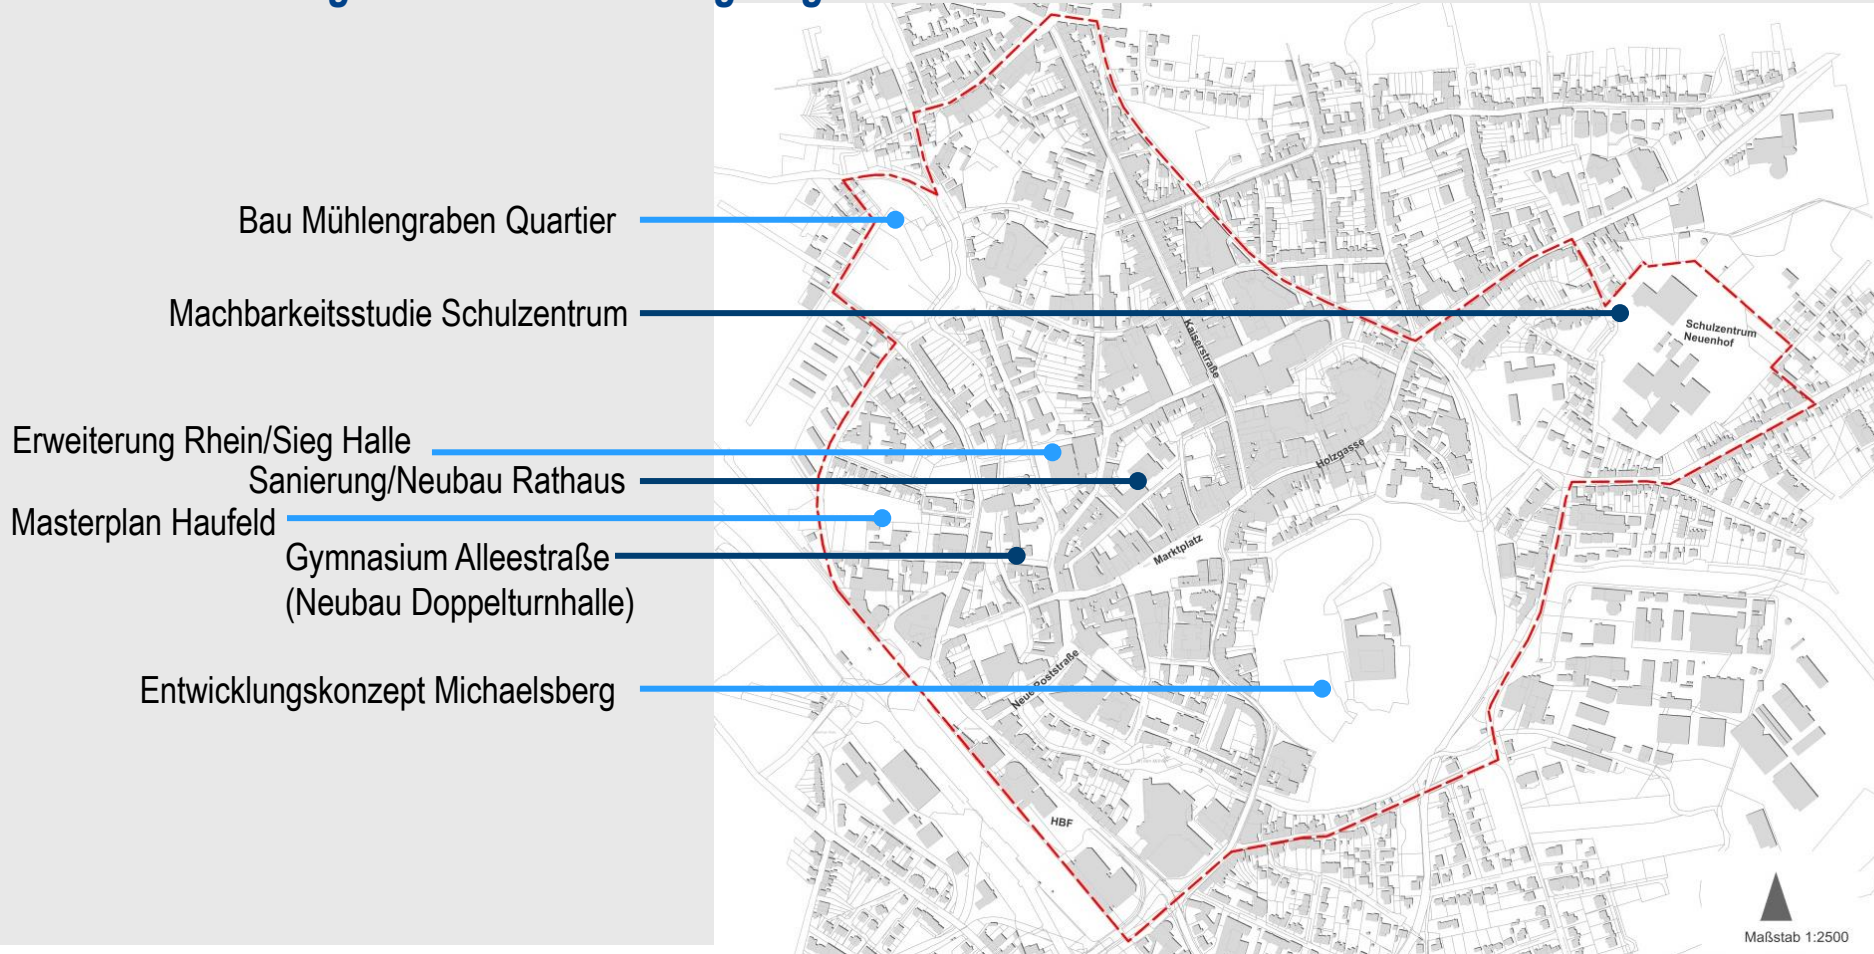 Bau Mühlengraben Quartier
Machbarkeitsstudie Schulzentrum
Erweiterung Rhein/Sieg Halle
Sanierung/Neubau Rathaus
Masterplan Haufeld
Gymnasium Alleestraße
(Neubau Doppelturnhalle)
Entwicklungskonzept Michaelsberg
Kaiserstraße
Schulzentrum
Neuenhof
Holzgasse
Marktplatz
Neue Poststraße
HBF
Maßstab 1:2500